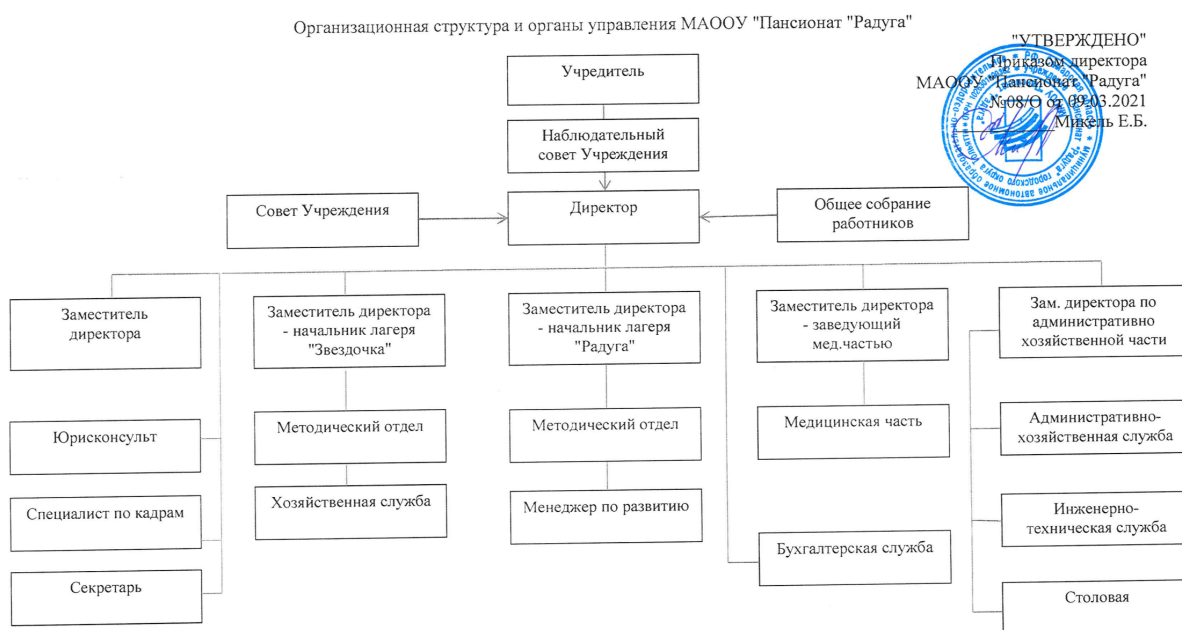 Организационная структура и органы управления МАООУ "Пансионат "Радуга"
"УТВЕРЖДЕНО"
Приказом директора
МАООУ "Пансионат "Радуга"
№08/О от 09.03.2021
Микель Е.Б.
Учредитель
Наблюдательный
совет Учреждения
Совет Учреждения
Директор
Общее собрание
работников
Заместитель
директора
Заместитель директора
- начальник лагеря
"Звездочка"
Заместитель директора
- начальник лагеря
"Радуга"
Заместитель директора
- заведующий
мед.частью
Зам. директора по
административно
хозяйственной части
Юрисконсульт
Методический отдел
Методический отдел
Медицинская часть
Административно-
хозяйственная служба
Специалист по кадрам
Хозяйственная служба
Менеджер по развитию
Инженерно-
техническая служба
Бухгалтерская служба
Секретарь
Столовая